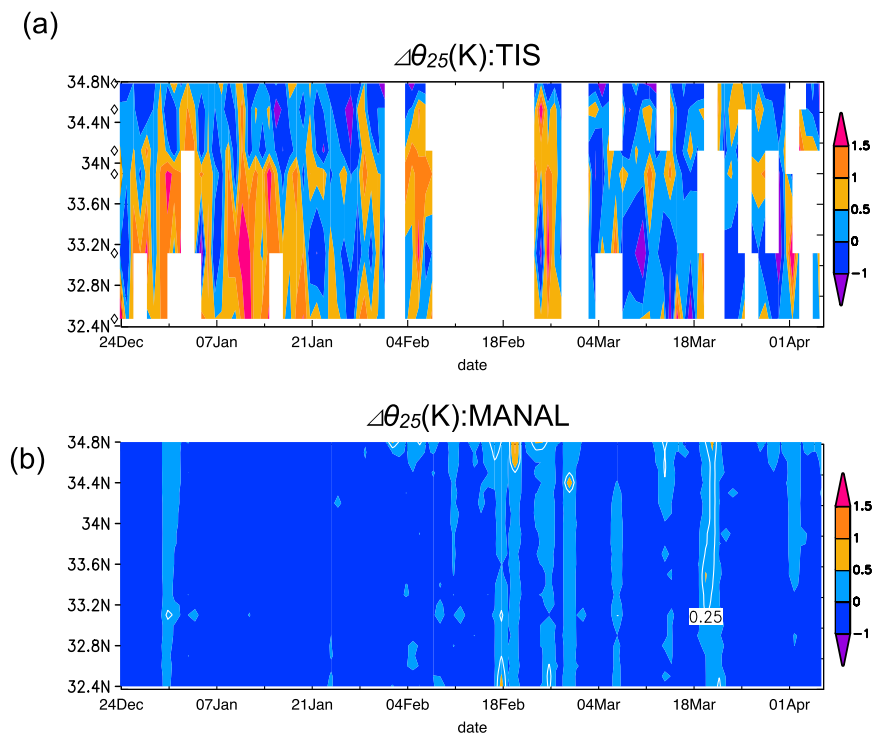 (a)
⊿θ25(K):TIS
34.8N
34.4N
34N
33.6N
33.2N
32.8N
32.4N
24Dec 07Jan 21Jan 04Feb 18Feb 04Mar 18Mar 01Apr
date
1.5
1
0.5
0
−1
(b)
⊿θ25(K):MANAL
34.8N
34.4N
34N
33.6N
33.2N
32.8N
32.4N
0.25
24Dec 07Jan 21Jan 04Feb 18Feb 04Mar 18Mar 01Apr
date
1.5
1
0.5
0
−1